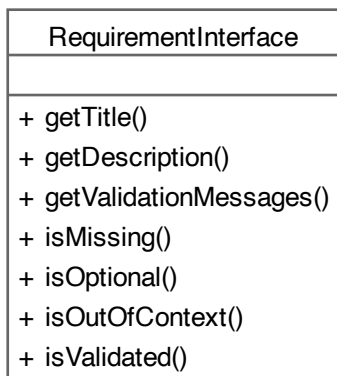 RequirementInterface
+ getTitle()
+ getDescription()
+ getValidationMessages()
+ isMissing()
+ isOptional()
+ isOutOfContext()
+ isValidated()